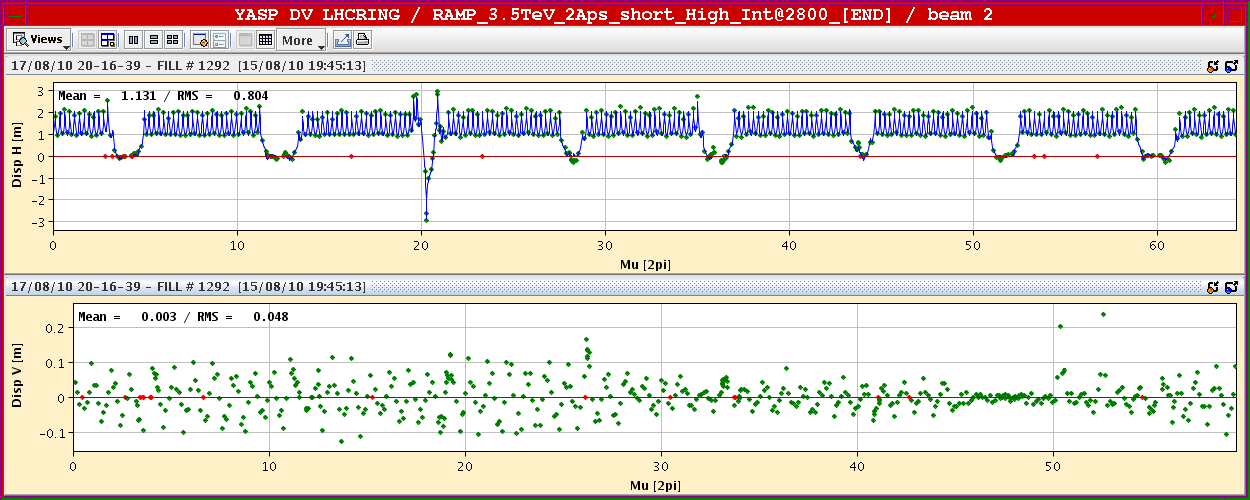 YASP DV LHCRING / RAMP_3.5TeV_2Aps_short_High_Int@2800_[END] / beam 2
Views More
17/08/10 20-16-39 - FILL # 1292 [15/08/10 19:45:13]
Mean = 1.131 / RMS = 0.804
Disp H [m]
3
2
1
0
-1
-2
-3
0 10 20 30 40 50 60
Mu [2pi]
17/08/10 20-16-39 - FILL # 1292 [15/08/10 19:45:13]
Mean = 0.003 / RMS = 0.048
Disp V [m]
0.2
0.1
0
-0.1
0 10 20 30 40 50
Mu [2pi]